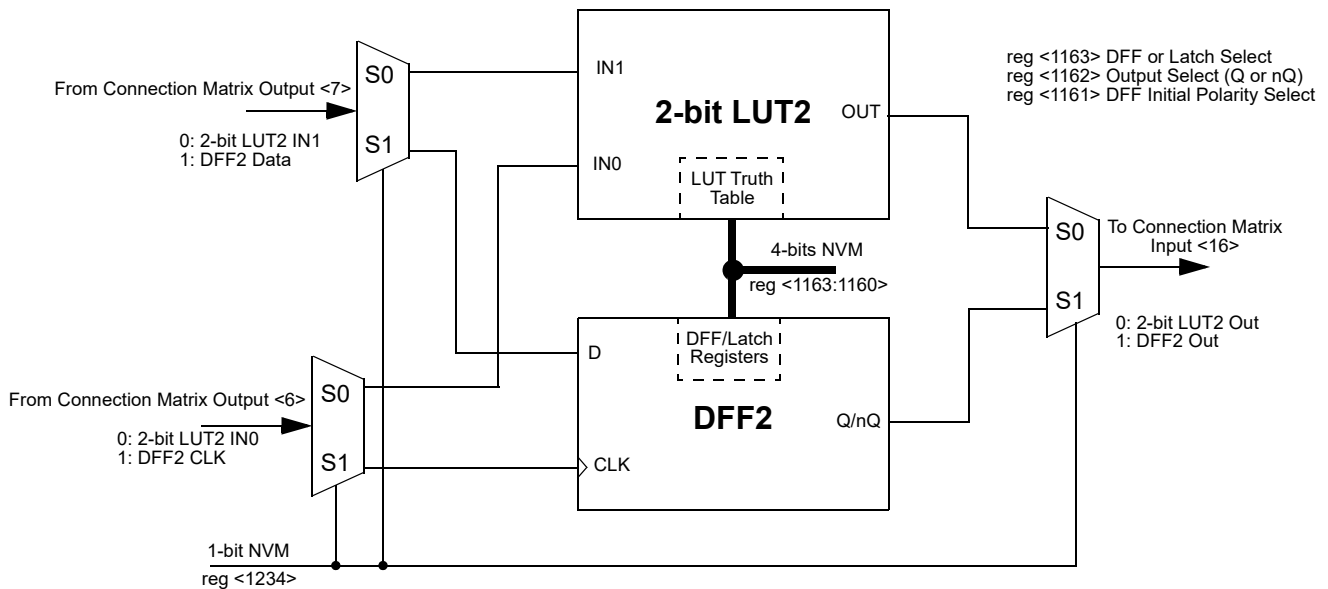 From Connection Matrix Output <7>
0: 2-bit LUT2 IN1
1: DFF2 Data
S0
S1
IN1
IN0
2-bit LUT2
OUT
LUT Truth
Table
reg <1163> DFF or Latch Select
reg <1162> Output Select (Q or nQ)
reg <1161> DFF Initial Polarity Select
4-bits NVM
reg <1163:1160>
S0
S1
To Connection Matrix
Input <16>
0: 2-bit LUT2 Out
1: DFF2 Out
From Connection Matrix Output <6>
0: 2-bit LUT2 IN0
1: DFF2 CLK
S0
S1
D
CLK
DFF/Latch
Registers
DFF2
Q/nQ
1-bit NVM
reg <1234>